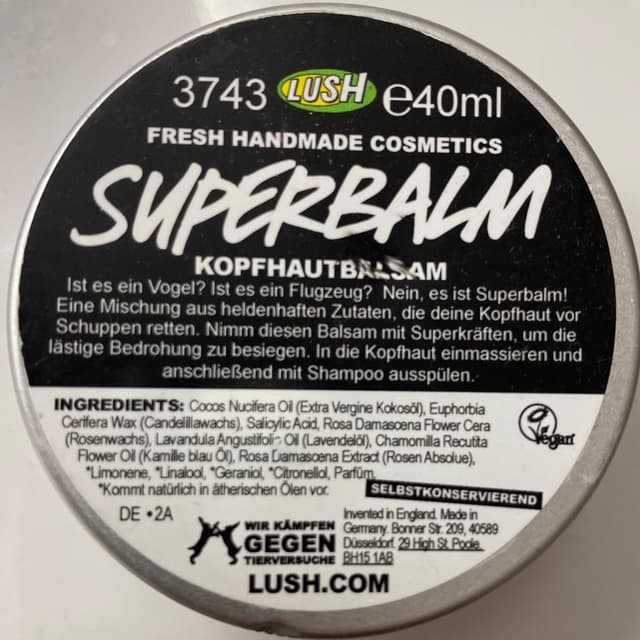 3743 LUSH e40ml
FRESH HANDMADE COSMETICS
SUPERBALM
KOPFHAUTBALSAM
Ist es ein Vogel? Ist es ein Flugzeug? Nein, es ist Superbalm!
Eine Mischung aus heldenhaften Zutaten, die deine Kopfhaut vor
Schuppen retten. Nimm diesen Balsam mit Superkräften, um die
lästige Bedrohung zu besiegen. In die Kopfhaut einmassieren und
anschließend mit Shampoo ausspülen.
INGREDIENTS: Cocos Nucifera Oil (Extra Vergine Kokosöl), Euphorbia
Cerifera Wax (Candelillawachs), Salicylic Acid, Rosa Damascena Flower Cera
(Rosenwachs), Lavandula Angustifolia Oil (Lavendelöl), Chamomilla Recutita
Flower Oil (Kamille blau Öl), Rosa Damascena Extract (Rosen Absolue),
*Limonene, *Linalool, *Geraniol, *Citronellol, Parfüm.
*Kommt natürlich in ätherischen Ölen vor.
Vegan
SELBSTKONSERVIEREND
DE •2A
WIR KÄMPFEN
GEGEN
TIERVERSUCHE
Invented in England. Made in
Germany. Bonner Str. 209, 40589
Düsseldorf. 29 High St. Poole.
BH15 1AB
LUSH.COM